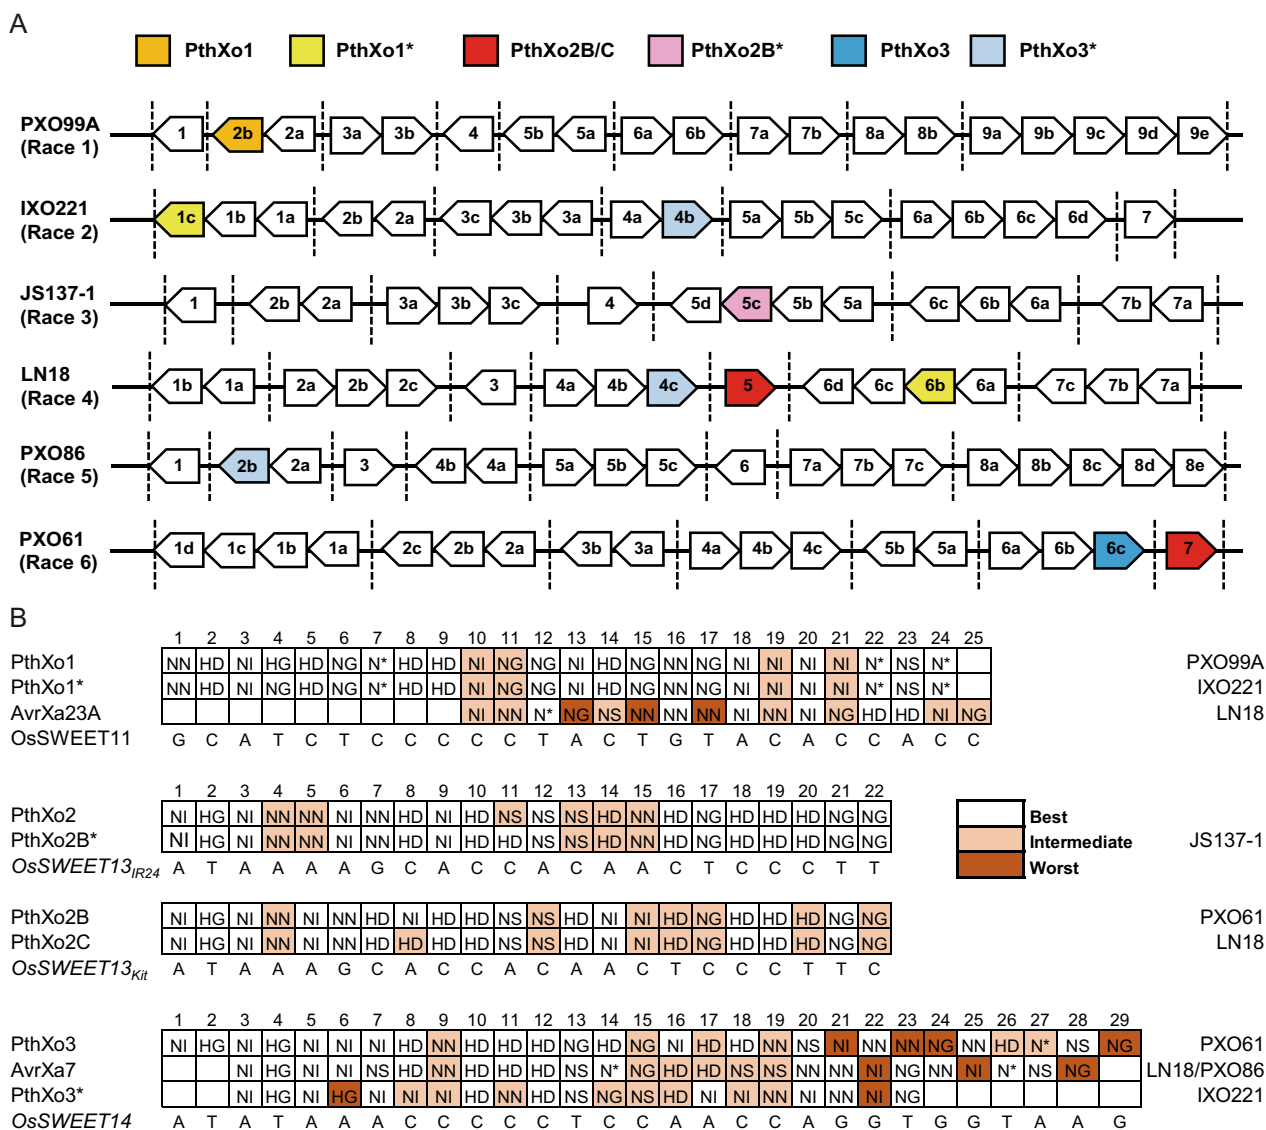 A
PthXo1 PthXo1* PthXo2B/C PthXo2B* PthXo3 PthXo3*
PXO99A
(Race 1)
1 2b 2a 3a 3b 4 5b 5a 6a 6b 7a 7b 8a 8b 9a 9b 9c 9d 9e
IXO221
(Race 2)
1c 1b 1a 2b 2a 3c 3b 3a 4a 4b 5a 5b 5c 6a 6b 6c 6d 7
JS137-1
(Race 3)
1 2b 2a 3a 3b 3c 4 5d 5c 5b 5a 6c 6b 6a 7b 7a
LN18
(Race 4)
1b 1a 2a 2b 2c 3 4a 4b 4c 5 6d 6c 6b 6a 7c 7b 7a
PXO86
(Race 5)
1 2b 2a 3 4b 4a 5a 5b 5c 6 7a 7b 7c 8a 8b 8c 8d 8e
PXO61
(Race 6)
1d 1c 1b 1a 2c 2b 2a 3b 3a 4a 4b 4c 5b 5a 6a 6b 6c 7
B
1 2 3 4 5 6 7 8 9 10 11 12 13 14 15 16 17 18 19 20 21 22 23 24 25
PthXo1 NN HD NI HG HD NG N* HD HD NI NG NG NI HD NG NN NG NI NI NI NI N* NS N* PXO99A
PthXo1* NN HD NI NG HD NG N* HD HD NI NG NG NI HD NG NN NG NI NI NI NI N* NS N* IXO221
AvrXa23A NI NN N* NG NS NN NN NN NI NN NI NG HD HD NI NG LN18
OsSWEET11 G C A T C T C C C C T A C T G T A C A C C A C C
1 2 3 4 5 6 7 8 9 10 11 12 13 14 15 16 17 18 19 20 21 22
PthXo2 NI HG NI NN NN NI NN HD NI HD NS NS NS HD NN HD NG HD HD HD NG NG
PthXo2B* NI HG NI NN NN NI NN HD NI HD HD NS NS HD NN HD NG HD HD HD NG NG JS137-1
OsSWEET13IR24 A T A A A A G C A C C A C A A C T C C C T T
Best
Intermediate
Worst
PthXo2B NI HG NI NN NI NN HD NI HD HD NS NS HD NI NI HD NG HD HD HD NG NG PXO61
PthXo2C NI HG NI NN NI NN HD HD HD HD NS NS HD NI NI HD NG HD HD HD NG NG LN18
OsSWEET13Kit A T A A A G C A C C A C A A C T C C C T T C
1 2 3 4 5 6 7 8 9 10 11 12 13 14 15 16 17 18 19 20 21 22 23 24 25 26 27 28 29
PthXo3 NI HG NI HG NI NI NI HD NN HD HD HD NG HD NG NI HD HD NN NS NI NN NN NG NN HD N* NS NG PXO61
AvrXa7 NI HG NI NI NS HD NN HD HD HD NS N* NG HD HD NS NS NN NN NI NG NN NI N* NS NG LN18/PXO86
PthXo3* NI HG NI HG NI NI NI HD NN HD NS NG NS HD NI NI NN NI NN NI NG IXO221
OsSWEET14 A T A T A A A C C C C C T C C A A C C A G G T G G T A A G